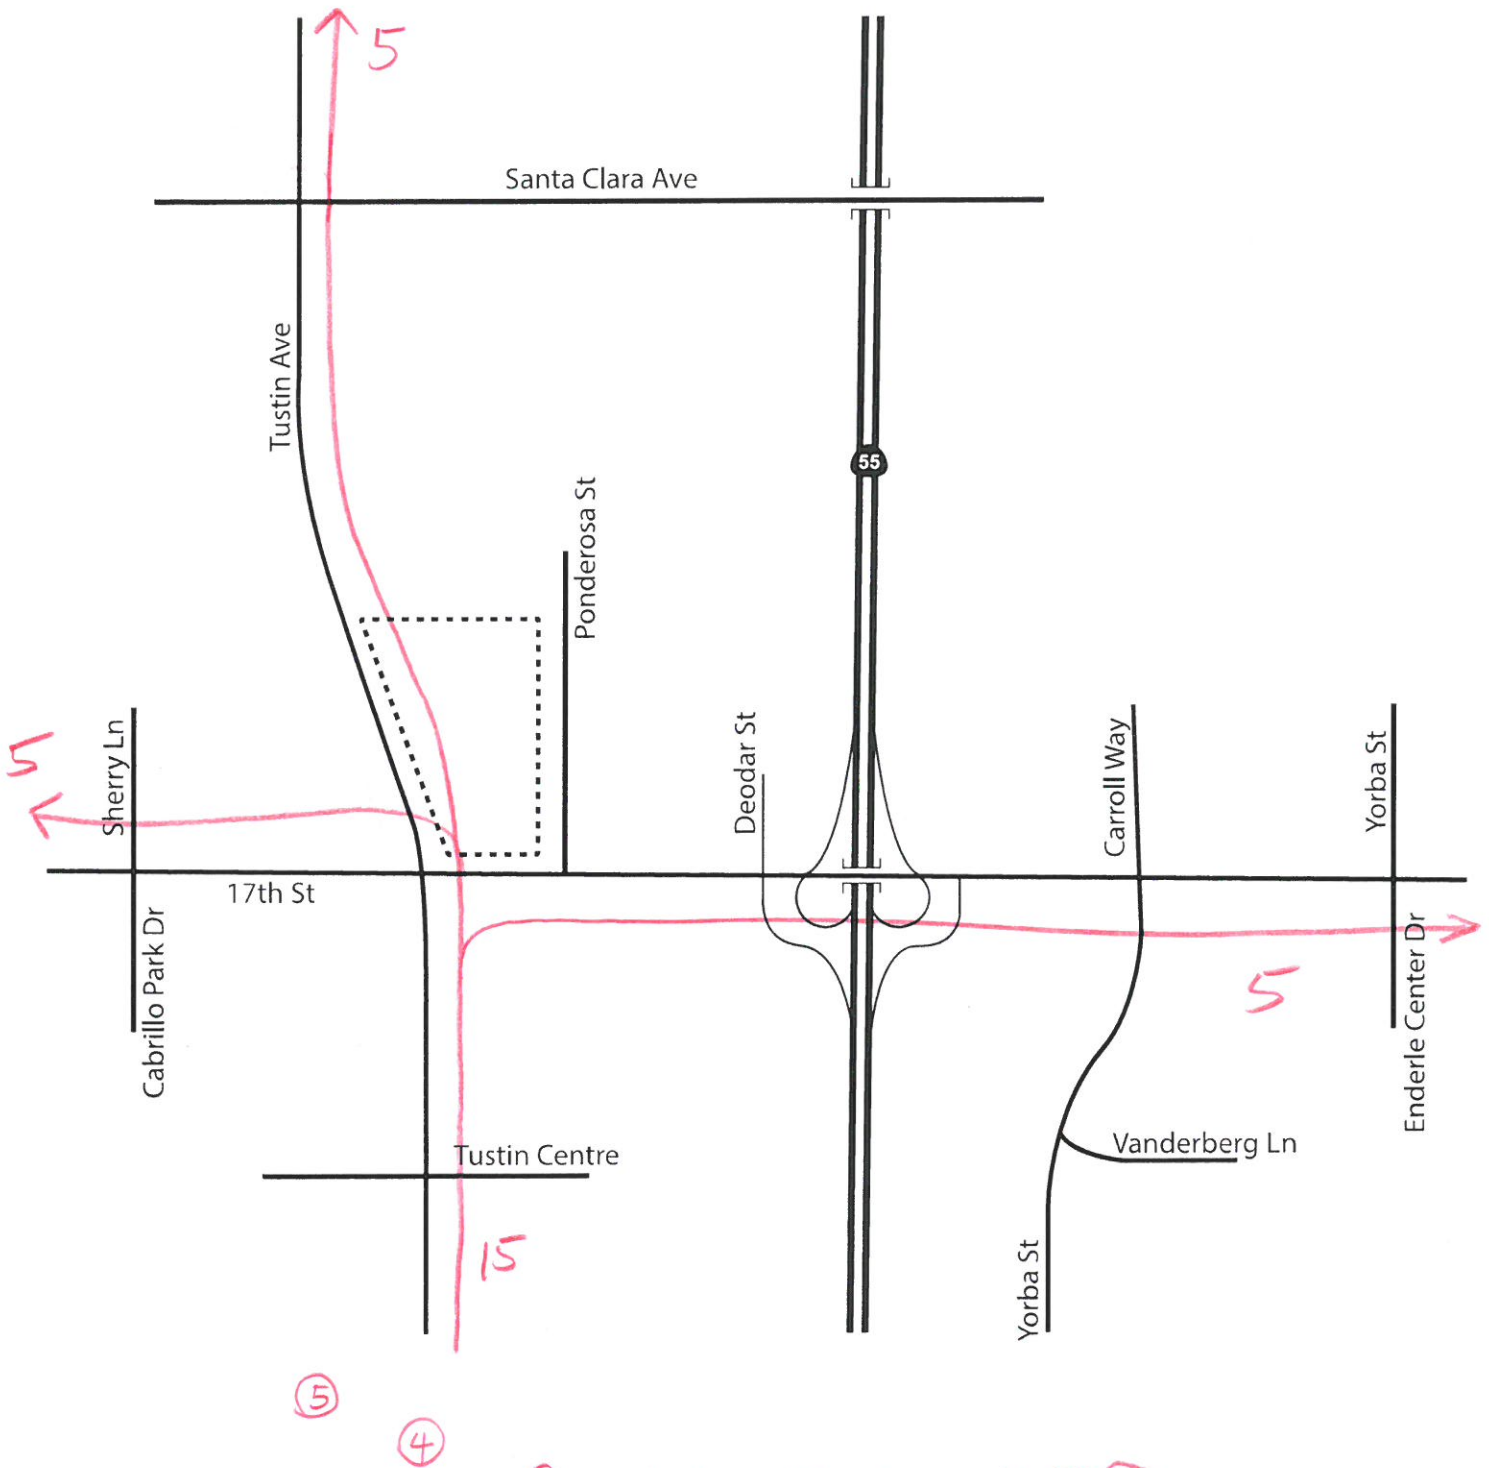 5
Santa Clara Ave
Tustin Ave
55
Ponderosa St
5
Sherry Ln
Deodar St
Carroll Way
Yorba St
17th St
Cabrillo Park Dr
5
Enderle Center Dr
Tustin Centre
Vanderberg Ln
15
Yorba St
5
4